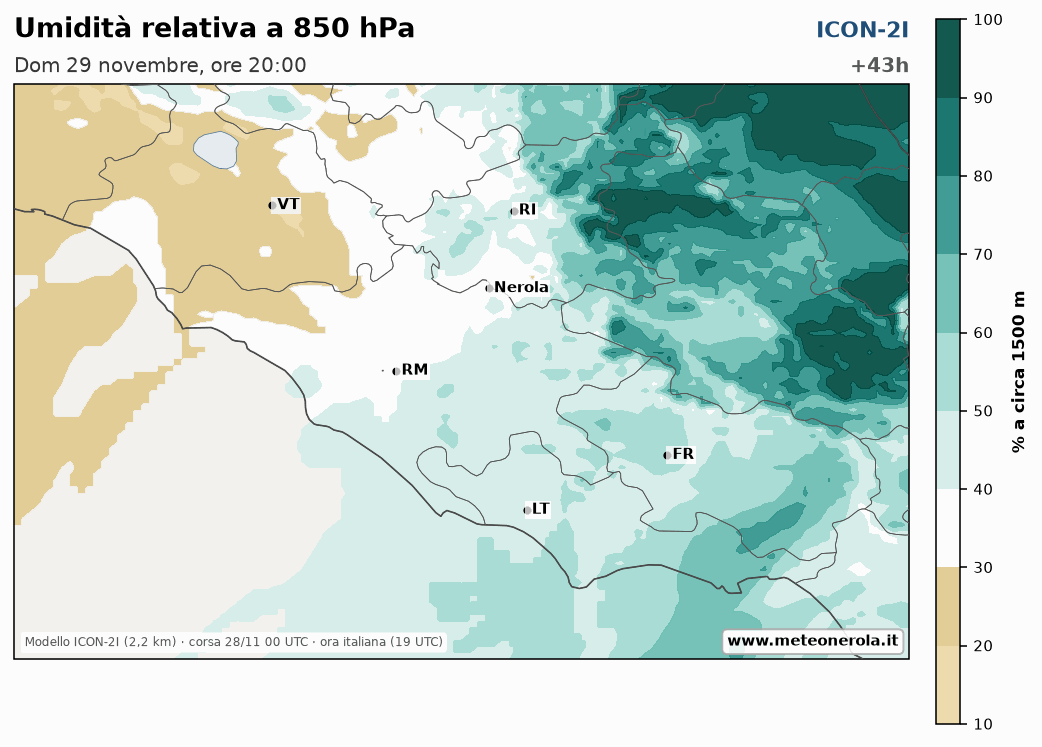 Umidità relativa a 850 hPa
ICON-2I
Dom 29 novembre, ore 20:00
+43h
100
90
80
70
60
50
40
30
20
10
% a circa 1500 m
VT
RI
Nerola
RM
FR
LT
Modello ICON-2I (2,2 km) · corsa 28/11 00 UTC · ora italiana (19 UTC)
www.meteonerola.it